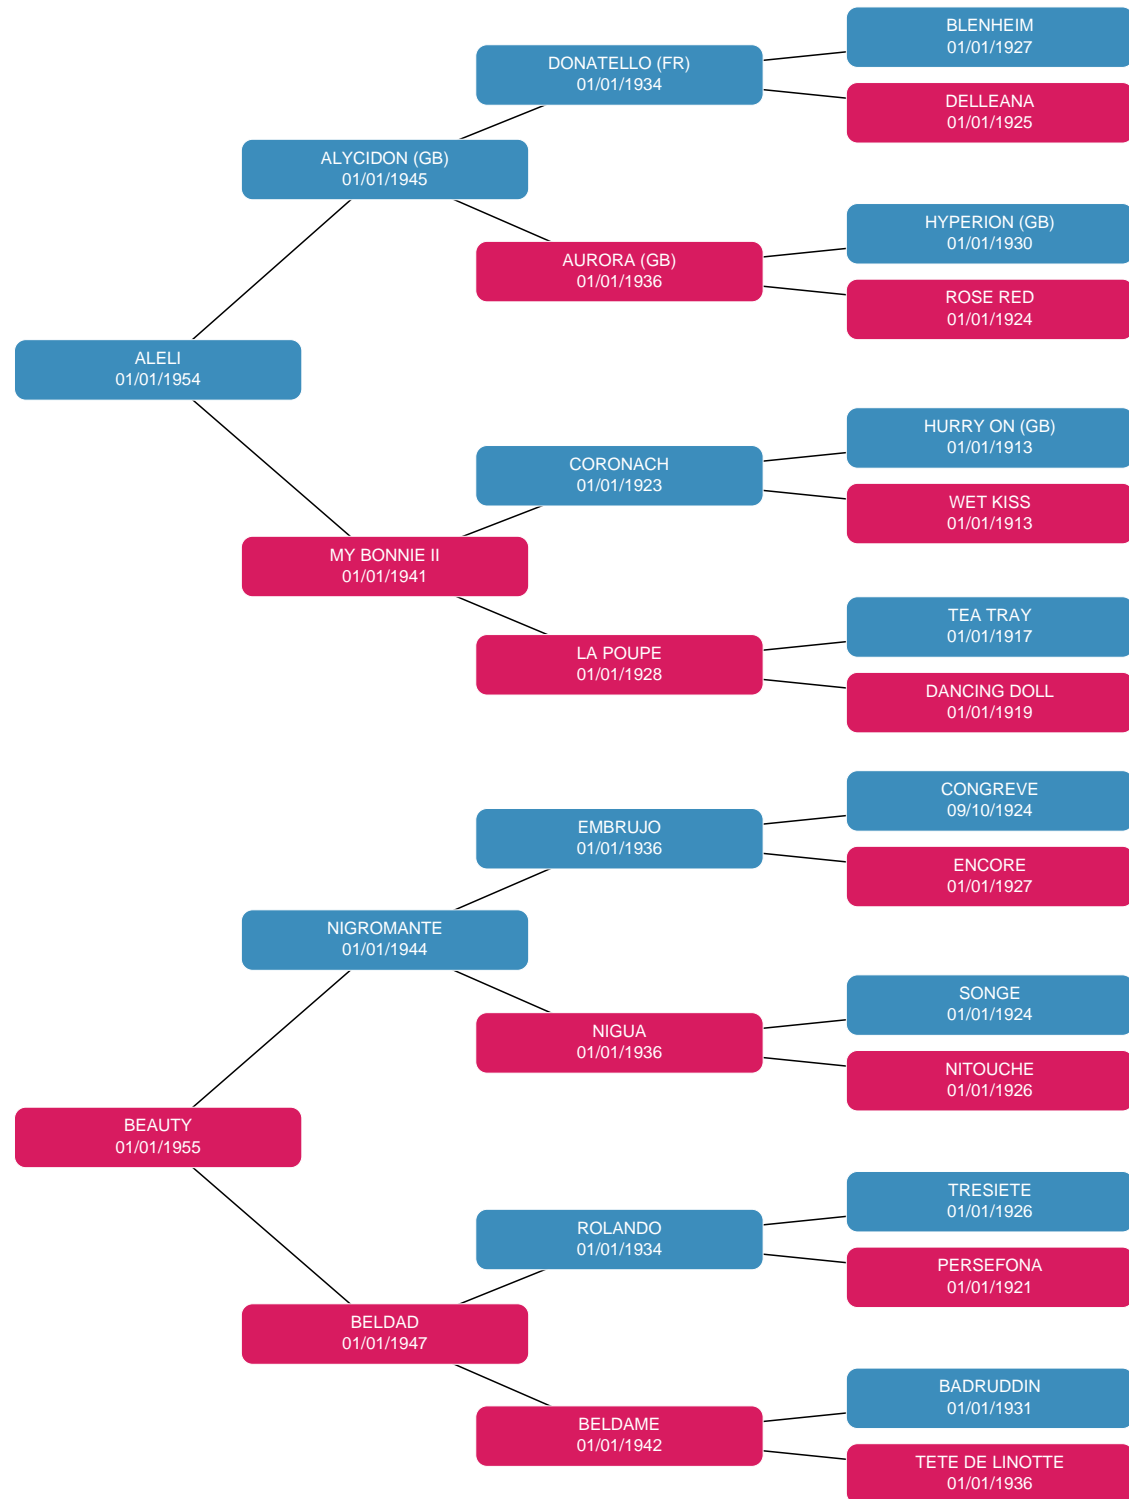 BLENHEIM
01/01/1927
DONATELLO (FR)
01/01/1934
DELLEANA
01/01/1925
ALYCIDON (GB)
01/01/1945
HYPERION (GB)
01/01/1930
AURORA (GB)
01/01/1936
ROSE RED
01/01/1924
ALELI
01/01/1954
HURRY ON (GB)
01/01/1913
CORONACH
01/01/1923
WET KISS
01/01/1913
MY BONNIE II
01/01/1941
TEA TRAY
01/01/1917
LA POUPE
01/01/1928
DANCING DOLL
01/01/1919
CONGREVE
09/10/1924
EMBRUJO
01/01/1936
ENCORE
01/01/1927
NIGROMANTE
01/01/1944
SONGE
01/01/1924
NIGUA
01/01/1936
NITOUCHE
01/01/1926
BEAUTY
01/01/1955
TRESIETE
01/01/1926
ROLANDO
01/01/1934
PERSEFONA
01/01/1921
BELDAD
01/01/1947
BADRUDDIN
01/01/1931
BELDAME
01/01/1942
TETE DE LINOTTE
01/01/1936